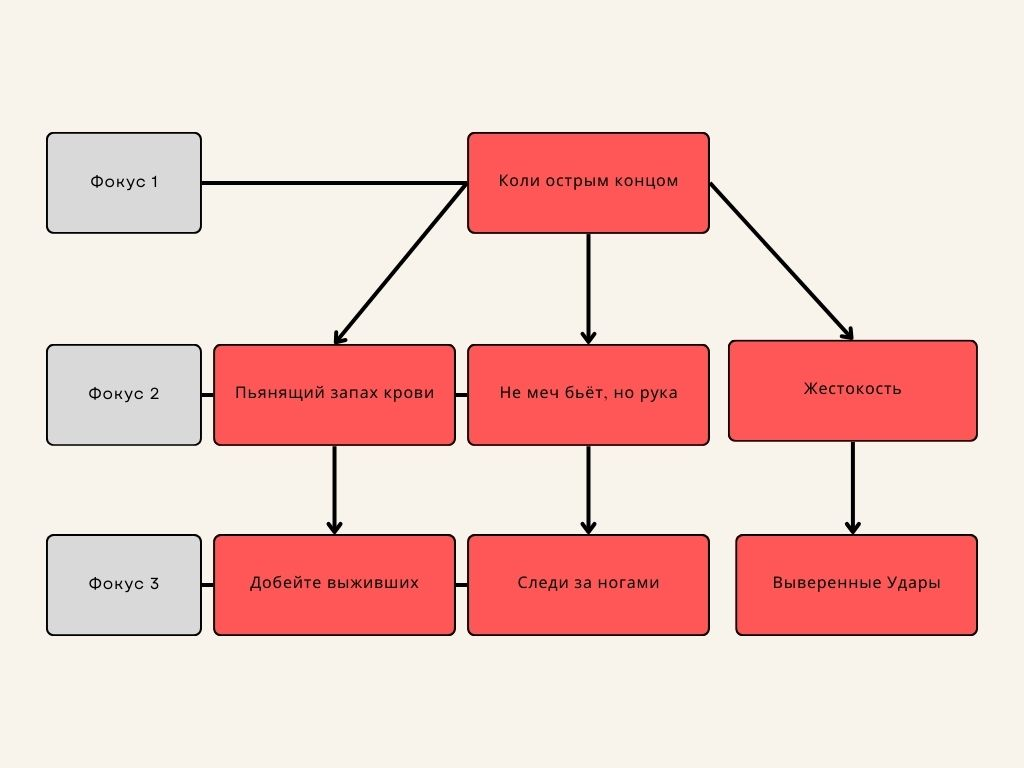 Фокус 1
Коли острым концом
Фокус 2
Пьянящий запах крови
Не меч бьёт, но рука
Жестокость
Фокус 3
Добейте выживших
Следи за ногами
Выверенные Удары